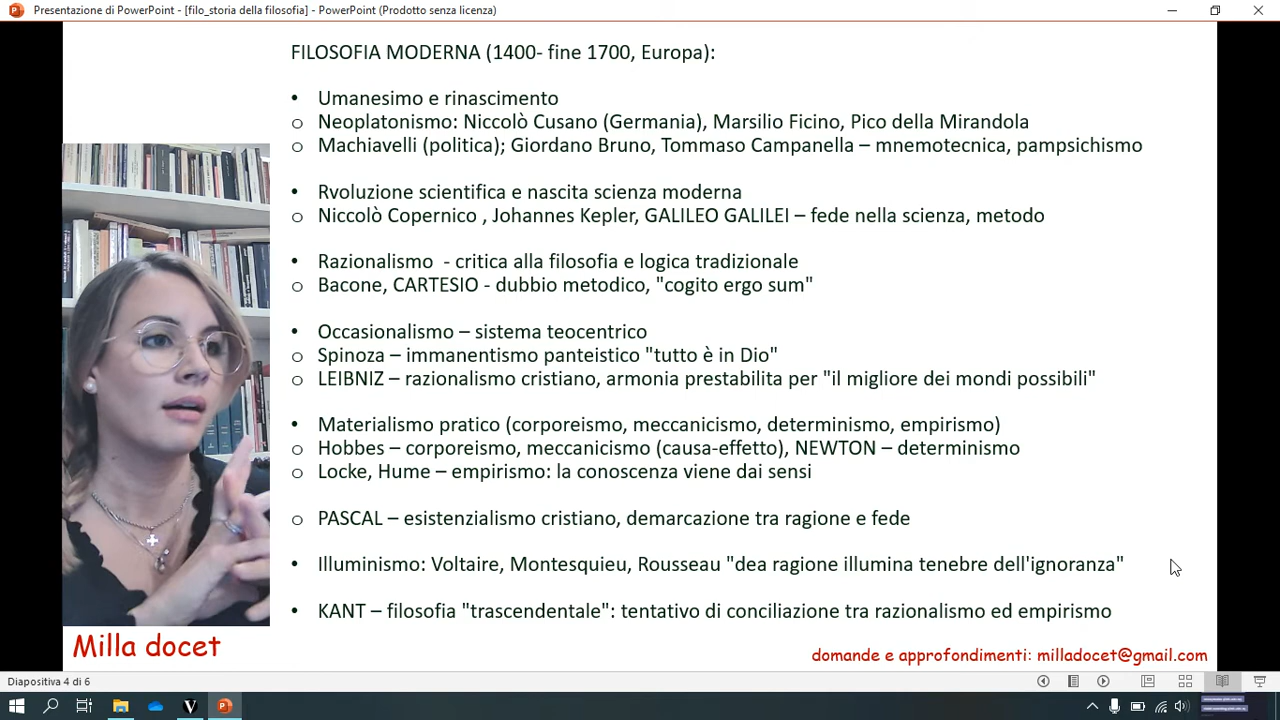 Presentazione di PowerPoint - [filo_storia della filosofia] - PowerPoint (Prodotto senza licenza)
FILOSOFIA MODERNA (1400- fine 1700, Europa):
• Umanesimo e rinascimento
o Neoplatonismo: Niccolò Cusano (Germania), Marsilio Ficino, Pico della Mirandola
o Machiavelli (politica); Giordano Bruno, Tommaso Campanella – mnemotecnica, pampsichismo
• Rvoluzione scientifica e nascita scienza moderna
o Niccolò Copernico , Johannes Kepler, GALILEO GALILEI – fede nella scienza, metodo
• Razionalismo - critica alla filosofia e logica tradizionale
o Bacone, CARTESIO - dubbio metodico, "cogito ergo sum"
• Occasionalismo – sistema teocentrico
o Spinoza – immanentismo panteistico "tutto è in Dio"
o LEIBNIZ – razionalismo cristiano, armonia prestabilita per "il migliore dei mondi possibili"
• Materialismo pratico (corporeismo, meccanicismo, determinismo, empirismo)
o Hobbes – corporeismo, meccanicismo (causa-effetto), NEWTON – determinismo
o Locke, Hume – empirismo: la conoscenza viene dai sensi
o PASCAL – esistenzialismo cristiano, demarcazione tra ragione e fede
• Illuminismo: Voltaire, Montesquieu, Rousseau "dea ragione illumina tenebre dell'ignoranza"
• KANT – filosofia "trascendentale": tentativo di conciliazione tra razionalismo ed empirismo
Milla docet
domande e approfondimenti: milladocet@gmail.com
Diapositiva 4 di 6